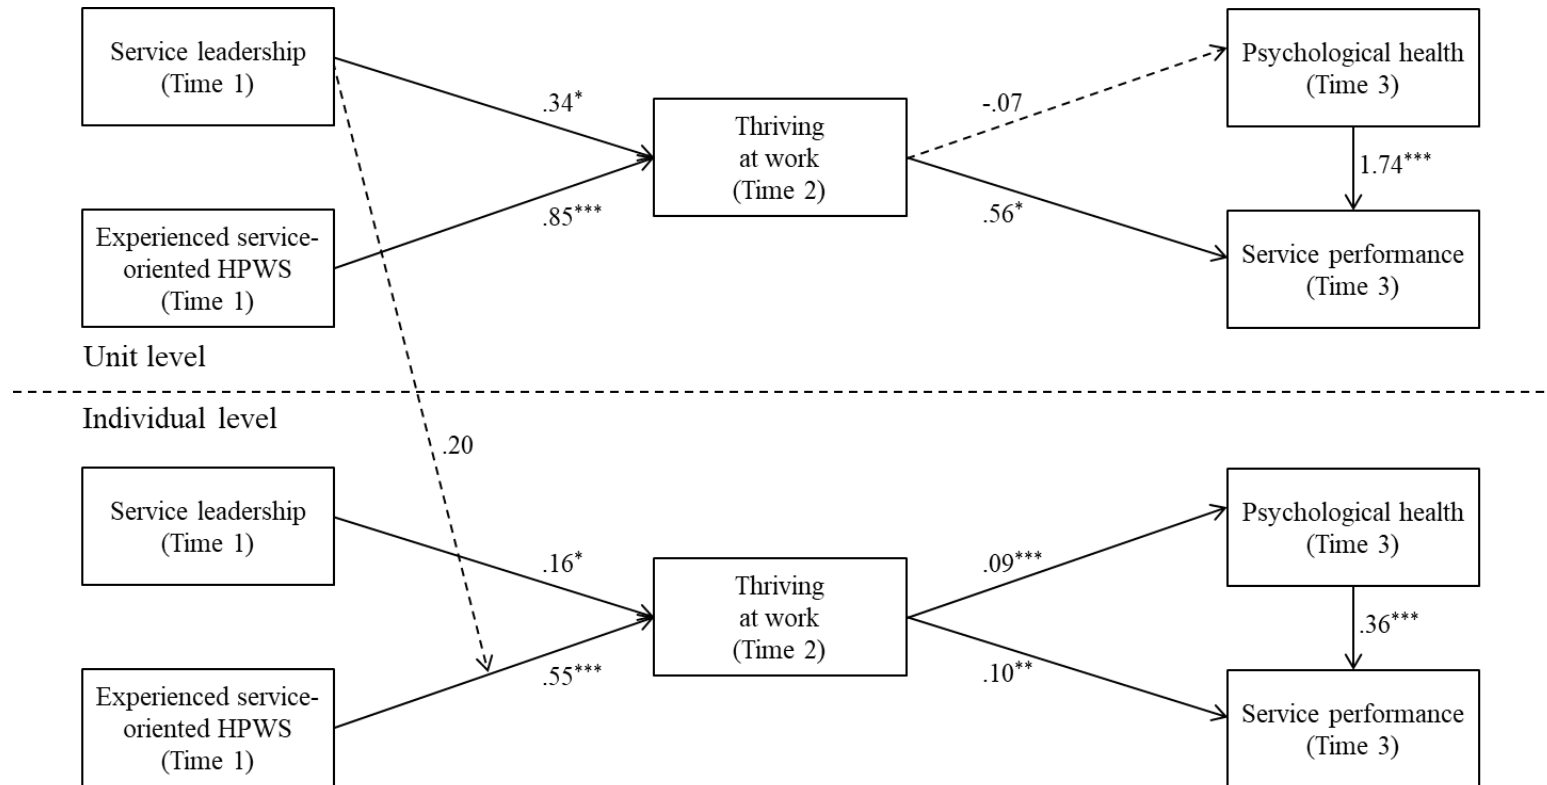 Service leadership
(Time 1)
Psychological health
(Time 3)
.34*
-.07
Thriving
at work
(Time 2)
1.74***
.85***
.56*
Experienced service-
oriented HPWS
(Time 1)
Service performance
(Time 3)
Unit level
Individual level
.20
Service leadership
(Time 1)
Psychological health
(Time 3)
.16*
.09***
Thriving
at work
(Time 2)
.36***
.55***
.10**
Experienced service-
oriented HPWS
(Time 1)
Service performance
(Time 3)